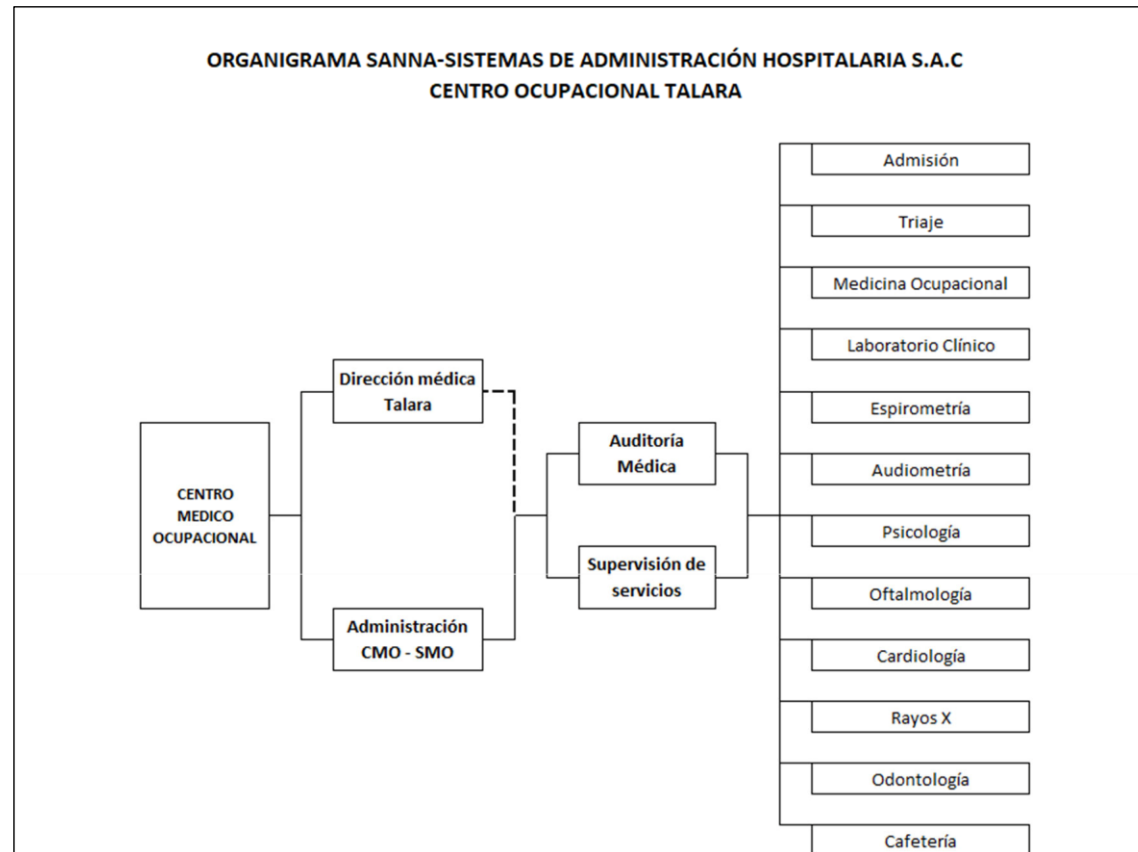 ORGANIGRAMA SANNA-SISTEMAS DE ADMINISTRACIÓN HOSPITALARIA S.A.C
CENTRO OCUPACIONAL TALARA
CENTRO
MEDICO
OCUPACIONAL
Dirección médica
Talara
Administración
CMO - SMO
Auditoría
Médica
Supervisión de
servicios
Admisión
Triaje
Medicina Ocupacional
Laboratorio Clínico
Espirometría
Audiometría
Psicología
Oftalmología
Cardiología
Rayos X
Odontología
Cafetería